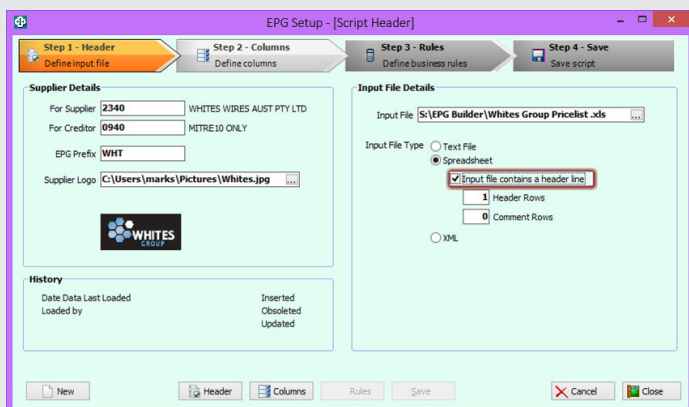 EPG Setup - [Script Header]
Step 1 - Header
Define input file
Step 2 - Columns
Define columns
Step 3 - Rules
Define business rules
Step 4 - Save
Save script
Supplier Details
For Supplier 2340 WHITES WIRES AUST PTY LTD
For Creditor 0940 MITRE10 ONLY
EPG Prefix WHT
Supplier Logo C:\Users\marks\Pictures\Whites.jpg ...
WHITES
GROUP
History
Date Data Last Loaded Inserted
Loaded by Obsoleted
Updated
Input File Details
Input File S:\EPG Builder\Whites Group Pricelist .xls ...
Input File Type Text File
Spreadsheet
Input file contains a header line
1 Header Rows
0 Comment Rows
XML
New Header Columns Rules Save Cancel Close